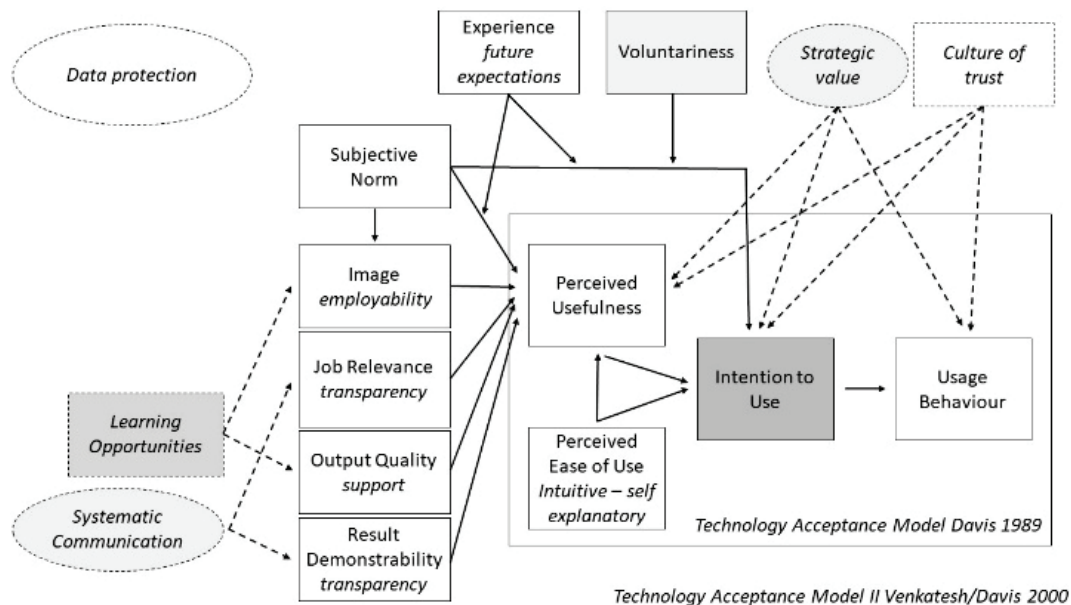 Data protection
Experience
future
expectations
Voluntariness
Strategic
value
Culture of
trust
Subjective
Norm
Image
employability
Perceived
Usefulness
Job Relevance
transparency
Intention to
Use
Usage
Behaviour
Learning
Opportunities
Output Quality
support
Perceived
Ease of Use
Intuitive – self
explanatory
Systematic
Communication
Result
Demonstrability
transparency
Technology Acceptance Model Davis 1989
Technology Acceptance Model II Venkatesh/Davis 2000